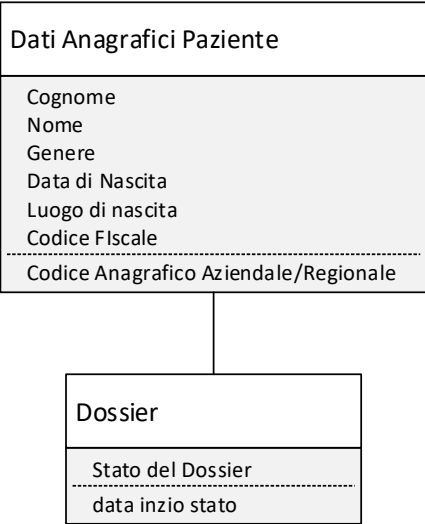 Dati Anagrafici Paziente
Cognome
Nome
Genere
Data di Nascita
Luogo di nascita
Codice FIscale
Codice Anagrafico Aziendale/Regionale
Dossier
Stato del Dossier
data inzio stato